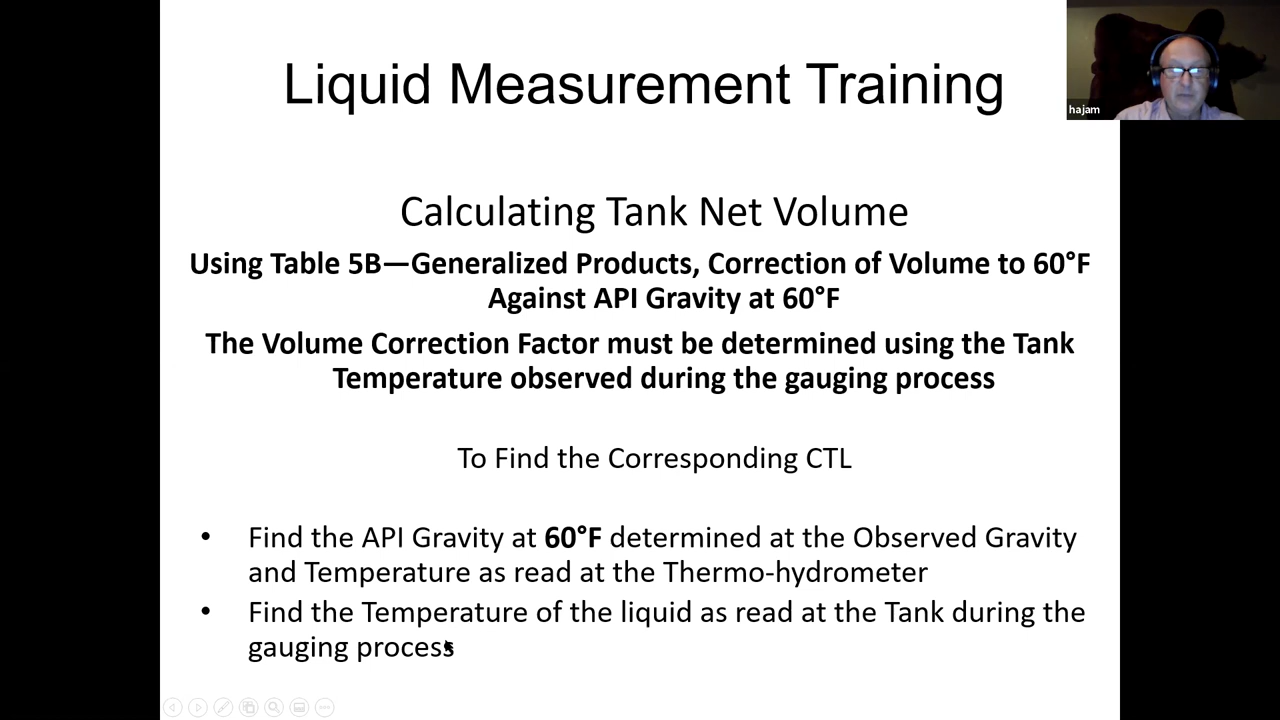 Liquid Measurement Training
hajam
Calculating Tank Net Volume
Using Table 5B—Generalized Products, Correction of Volume to 60°F
Against API Gravity at 60°F
The Volume Correction Factor must be determined using the Tank
Temperature observed during the gauging process
To Find the Corresponding CTL
• Find the API Gravity at 60°F determined at the Observed Gravity
and Temperature as read at the Thermo-hydrometer
• Find the Temperature of the liquid as read at the Tank during the
gauging process